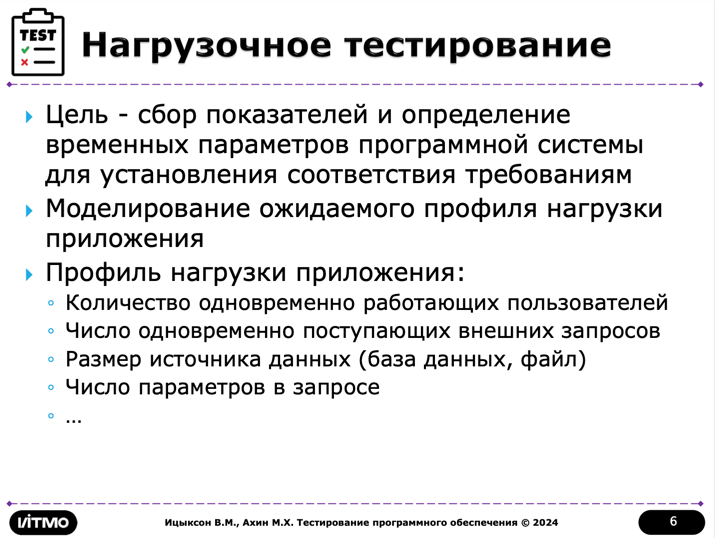 TEST
Нагрузочное тестирование
Цель - сбор показателей и определение
временных параметров программной системы
для установления соответствия требованиям
Моделирование ожидаемого профиля нагрузки
приложения
Профиль нагрузки приложения:
Количество одновременно работающих пользователей
Число одновременно поступающих внешних запросов
Размер источника данных (база данных, файл)
Число параметров в запросе
…
ИТМО
Ицыксон В.М., Ахин М.Х. Тестирование программного обеспечения © 2024
6